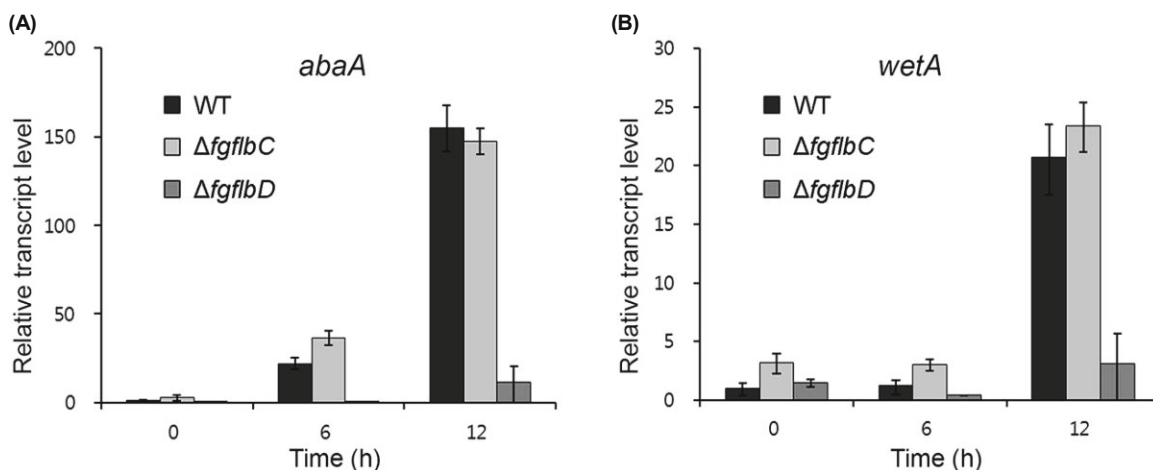 (A)
abaA
Relative transcript level
200
150
100
50
0
WT
ΔfgflbC
ΔfgflbD
0 6 12
Time (h)
(B)
wetA
Relative transcript level
30
25
20
15
10
5
0
WT
ΔfgflbC
ΔfgflbD
0 6 12
Time (h)